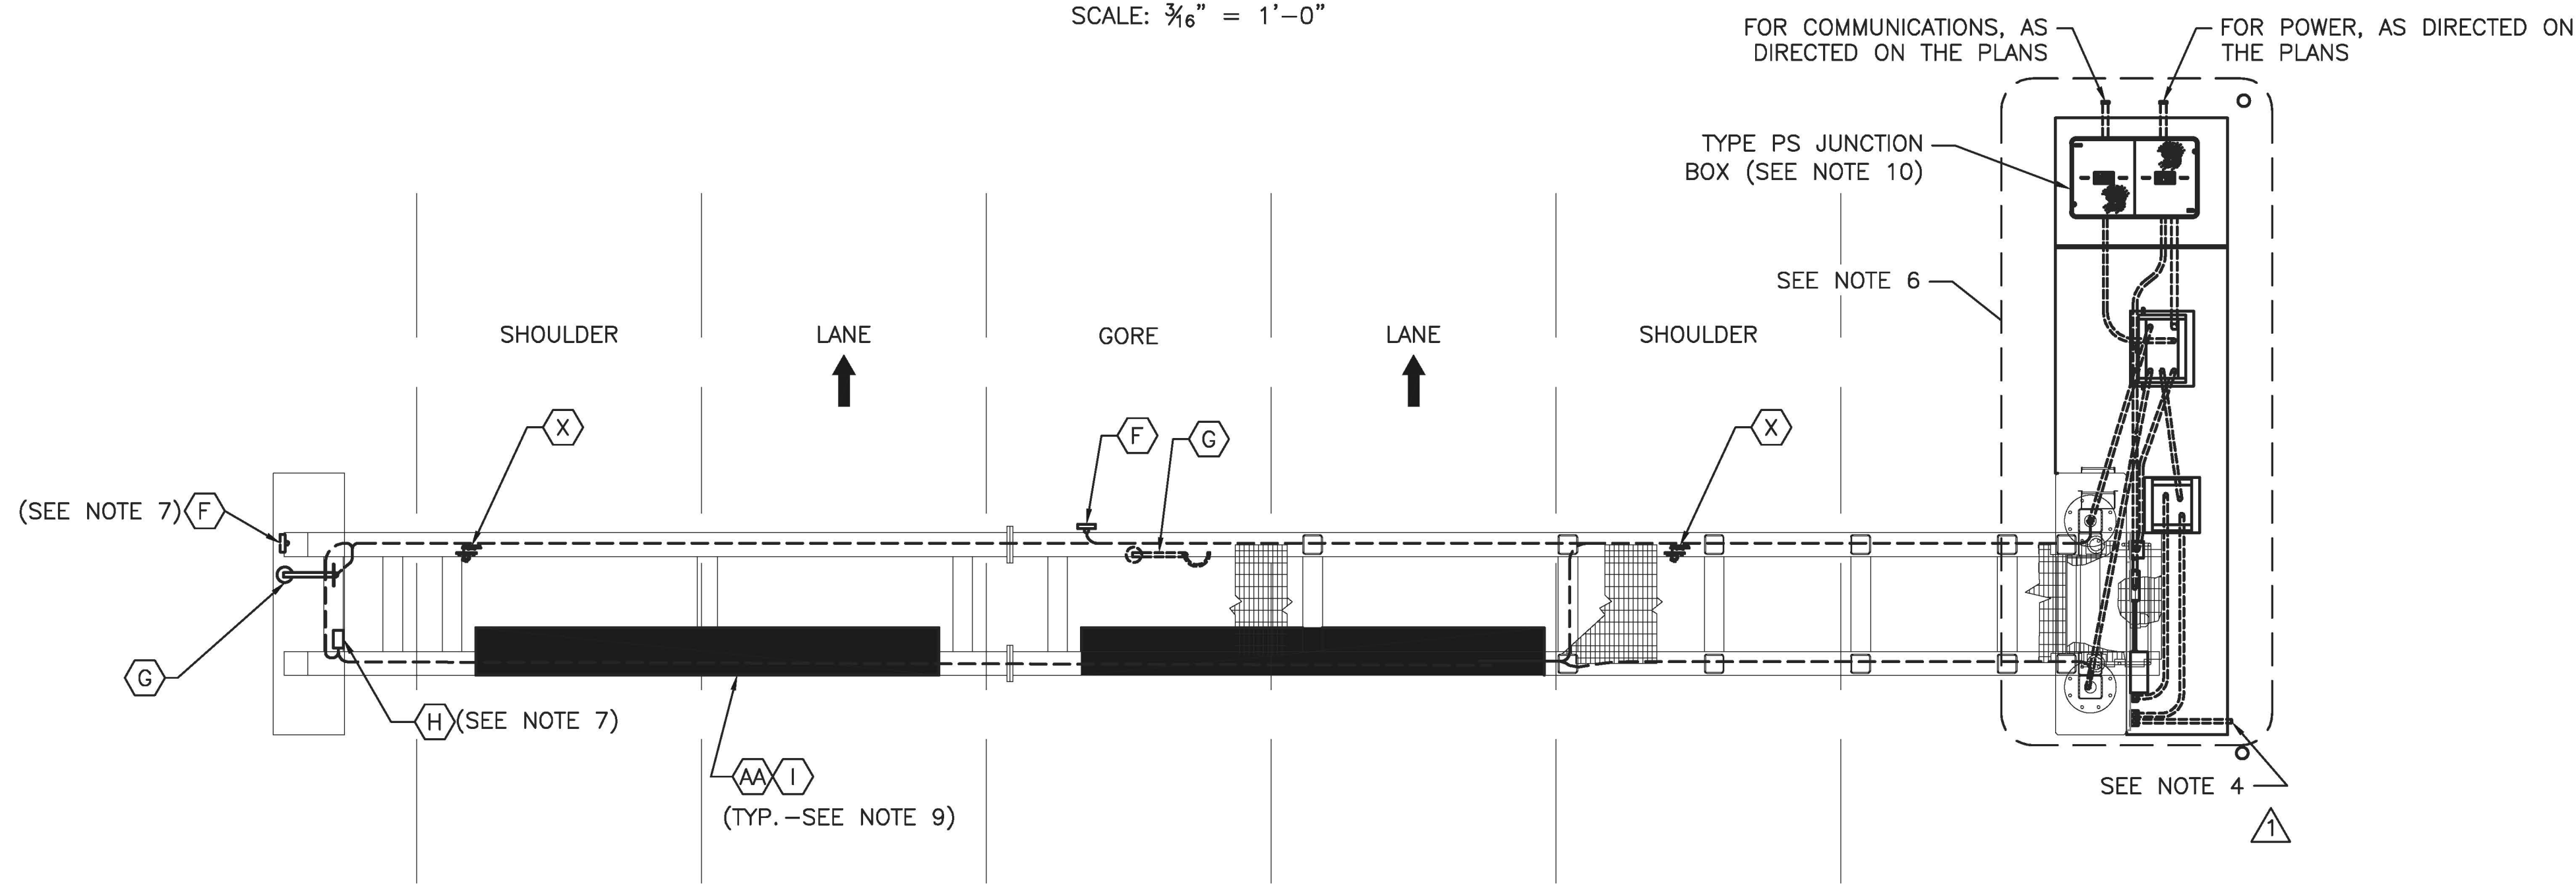 SCALE: 3/16" = 1'-0"
FOR COMMUNICATIONS, AS
DIRECTED ON THE PLANS
FOR POWER, AS DIRECTED ON
THE PLANS
TYPE PS JUNCTION
BOX (SEE NOTE 10)
SEE NOTE 6
SHOULDER
LANE
GORE
LANE
SHOULDER
X
F
G
X
(SEE NOTE 7) F
G
H (SEE NOTE 7)
AA I
(TYP.-SEE NOTE 9)
SEE NOTE 4
1